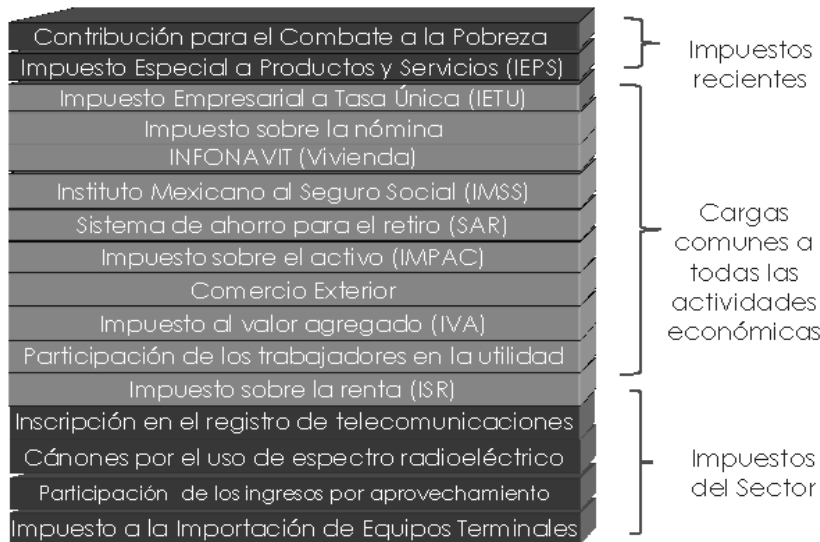 Contribución para el Combate a la Pobreza
Impuesto Especial a Productos y Servicios (IEPS)
Impuesto Empresarial a Tasa Única (IETU)
Impuesto sobre la nómina
INFONAVIT (Vivienda)
Instituto Mexicano al Seguro Social (IMSS)
Sistema de ahorro para el retiro (SAR)
Impuesto sobre el activo (IMPAC)
Comercio Exterior
Impuesto al valor agregado (IVA)
Participación de los trabajadores en la utilidad
Impuesto sobre la renta (ISR)
Inscripción en el registro de telecomunicaciones
Cánones por el uso de espectro radioeléctrico
Participación de los ingresos por aprovechamiento
Impuesto a la Importación de Equipos Terminales
Impuestos
recientes
Cargas
comunes a
todas las
actividades
económicas
Impuestos
del Sector